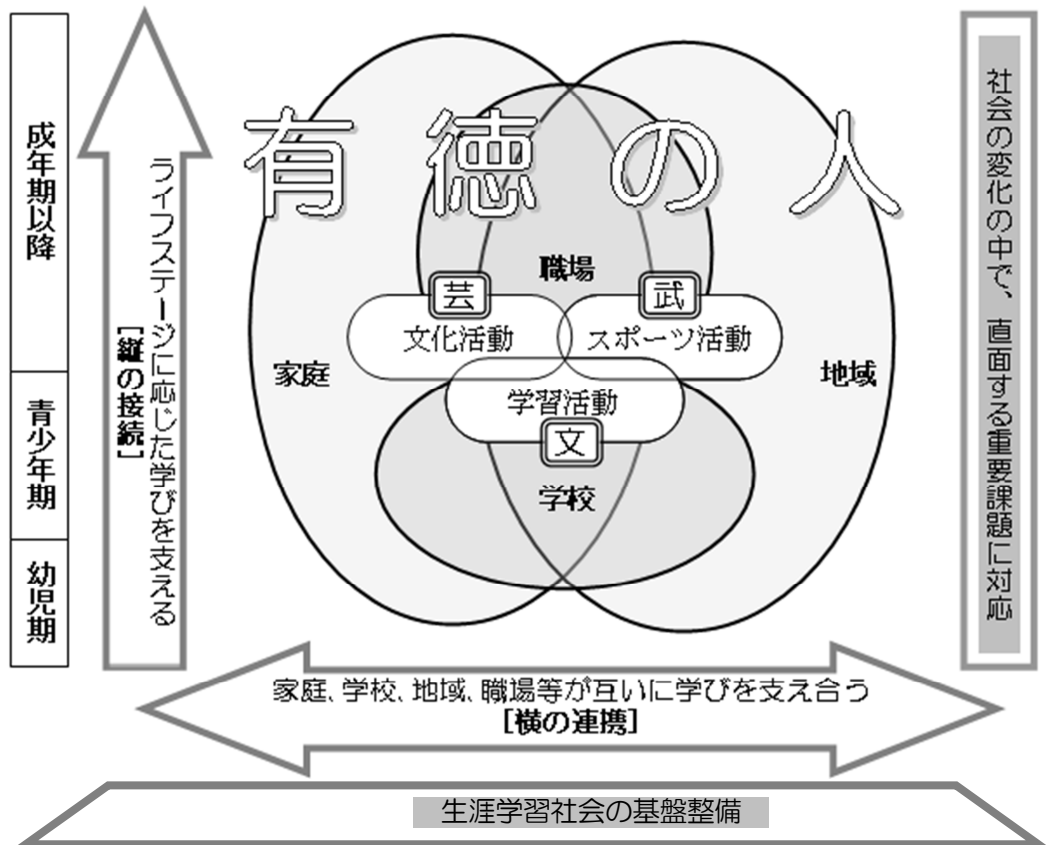 成年期以降
青少年期
幼児期
ライフステージに応じた学びを支える
[縦の接続]
有徳の人
職場
芸
文化活動
武
スポーツ活動
家庭
地域
学習活動
文
学校
社会の変化の中で、直面する重要課題に対応
家庭、学校、地域、職場等が互いに学びを支え合う
[横の連携]
生涯学習社会の基盤整備